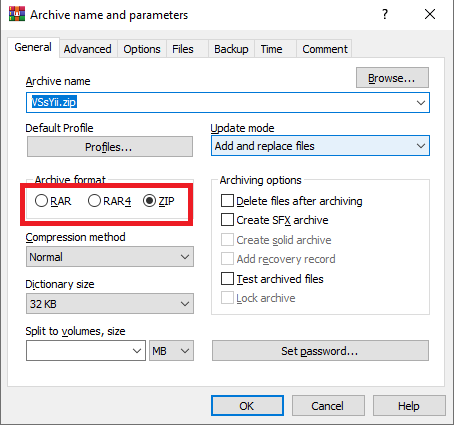 Archive name and parameters
General
Advanced
Options
Files
Backup
Time
Comment
Archive name
Browse...
VSsYii.zip
Default Profile
Profiles...
Update mode
Add and replace files
Archive format
RAR
RAR4
ZIP
Compression method
Normal
Dictionary size
32 KB
Split to volumes, size
MB
Archiving options
Delete files after archiving
Create SFX archive
Create solid archive
Add recovery record
Test archived files
Lock archive
Set password...
OK
Cancel
Help